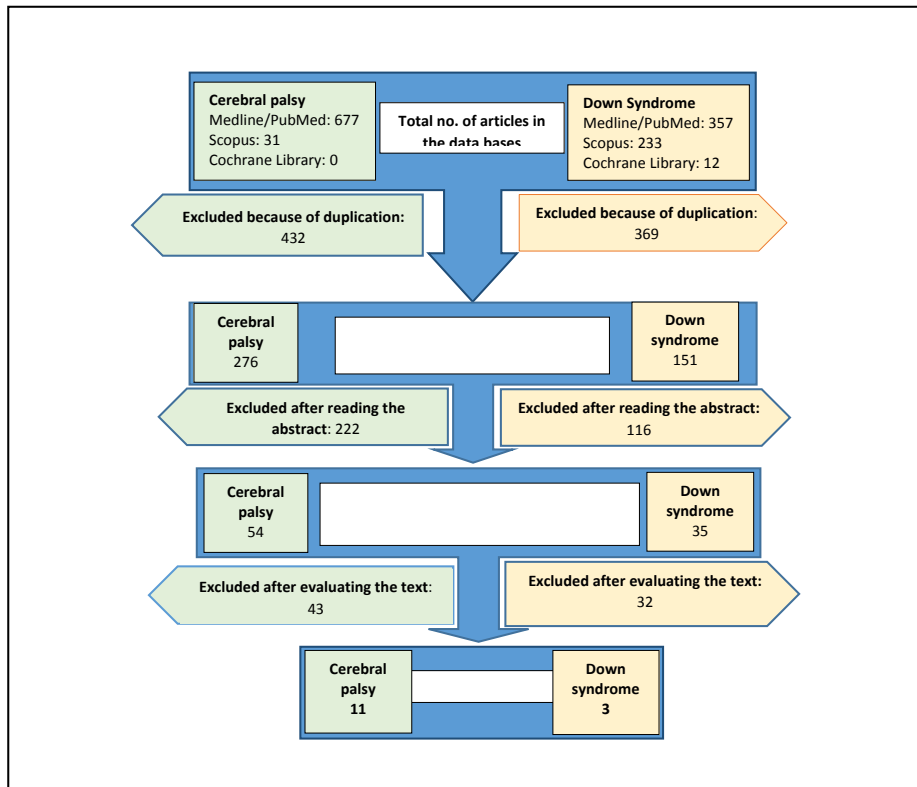 Cerebral palsy
Medline/PubMed: 677
Scopus: 31
Cochrane Library: 0
Total no. of articles in
the data bases
Down Syndrome
Medline/PubMed: 357
Scopus: 233
Cochrane Library: 12
Excluded because of duplication:
432
Excluded because of duplication:
369
Cerebral
palsy
276
Down
syndrome
151
Excluded after reading the
abstract: 222
Excluded after reading the abstract:
116
Cerebral
palsy
54
Down
syndrome
35
Excluded after evaluating the text:
43
Excluded after evaluating the text:
32
Cerebral
palsy
11
Down
syndrome
3